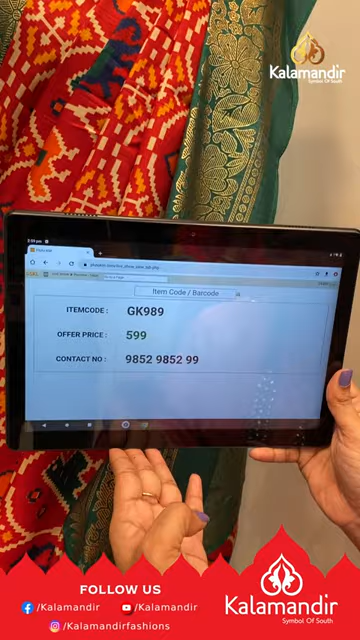 Kalamandir
Symbol Of South
Item Code / Barcode
ITEMCODE : GK989
OFFER PRICE : 599
CONTACT NO : 9852 9852 99
FOLLOW US
/Kalamandir /Kalamandir
/Kalamandirfashions
Kalamandir
Symbol Of South